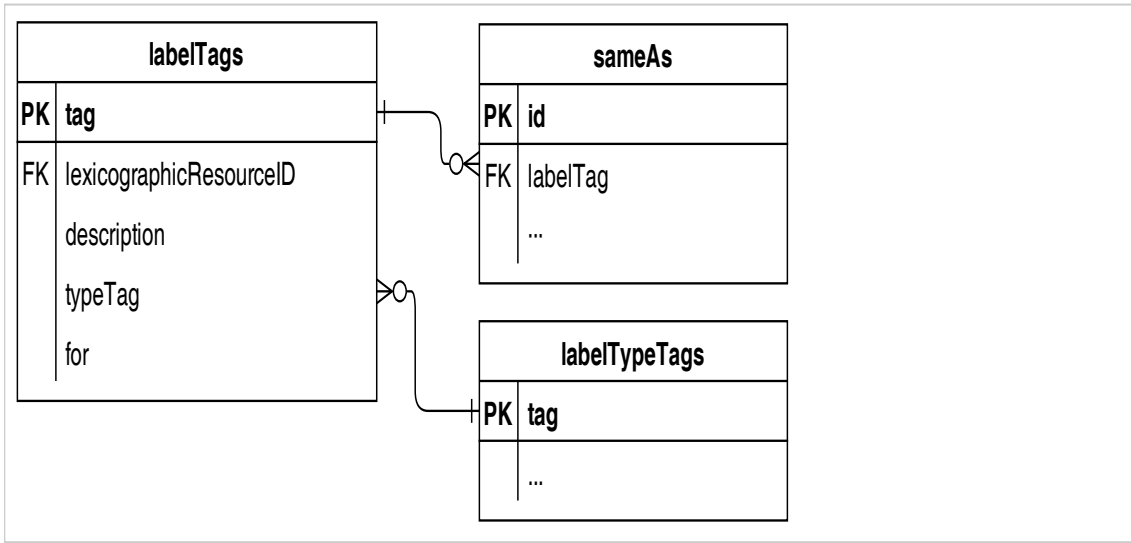 labelTags
PK tag
FK lexicographicResourceID
description
typeTag
for
sameAs
PK id
FK labelTag
...
labelTypeTags
PK tag
...